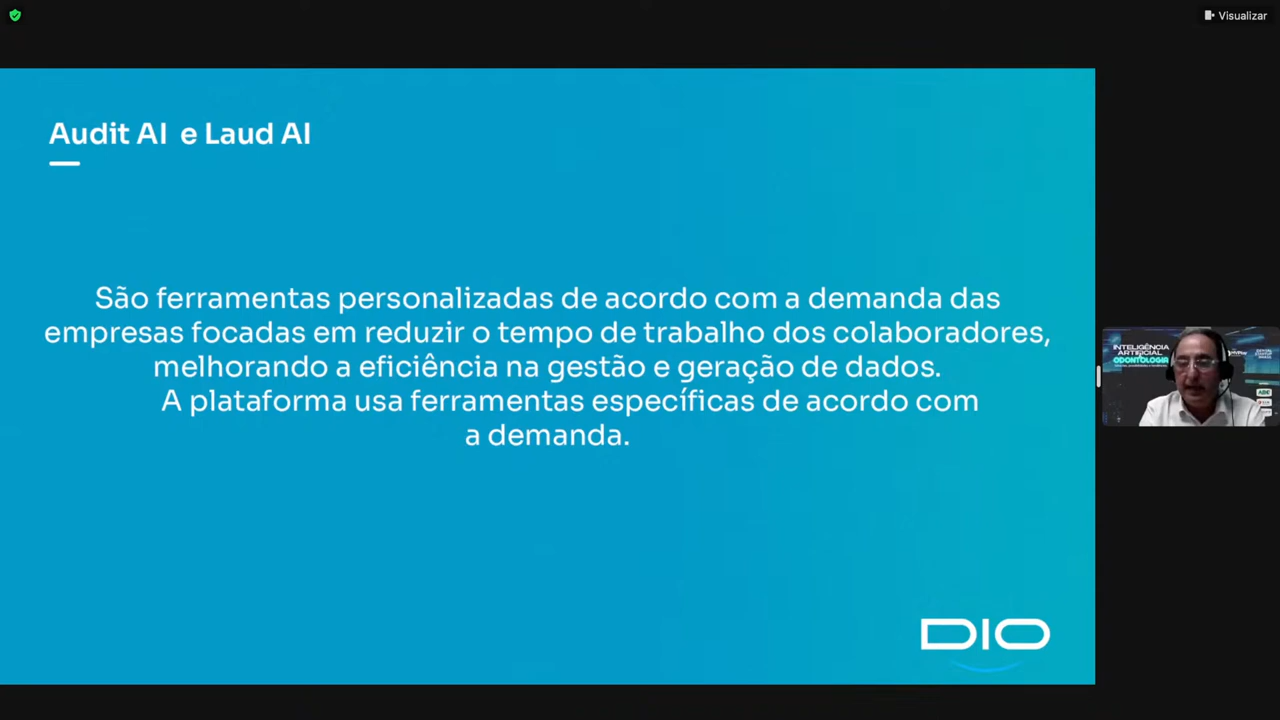 Visualizar
Audit AI e Laud AI
São ferramentas personalizadas de acordo com a demanda das
empresas focadas em reduzir o tempo de trabalho dos colaboradores,
melhorando a eficiência na gestão e geração de dados.
A plataforma usa ferramentas específicas de acordo com
a demanda.
INTELIGÊNCIA
ARTIFICIAL
ODONTOLOGIA
DIO